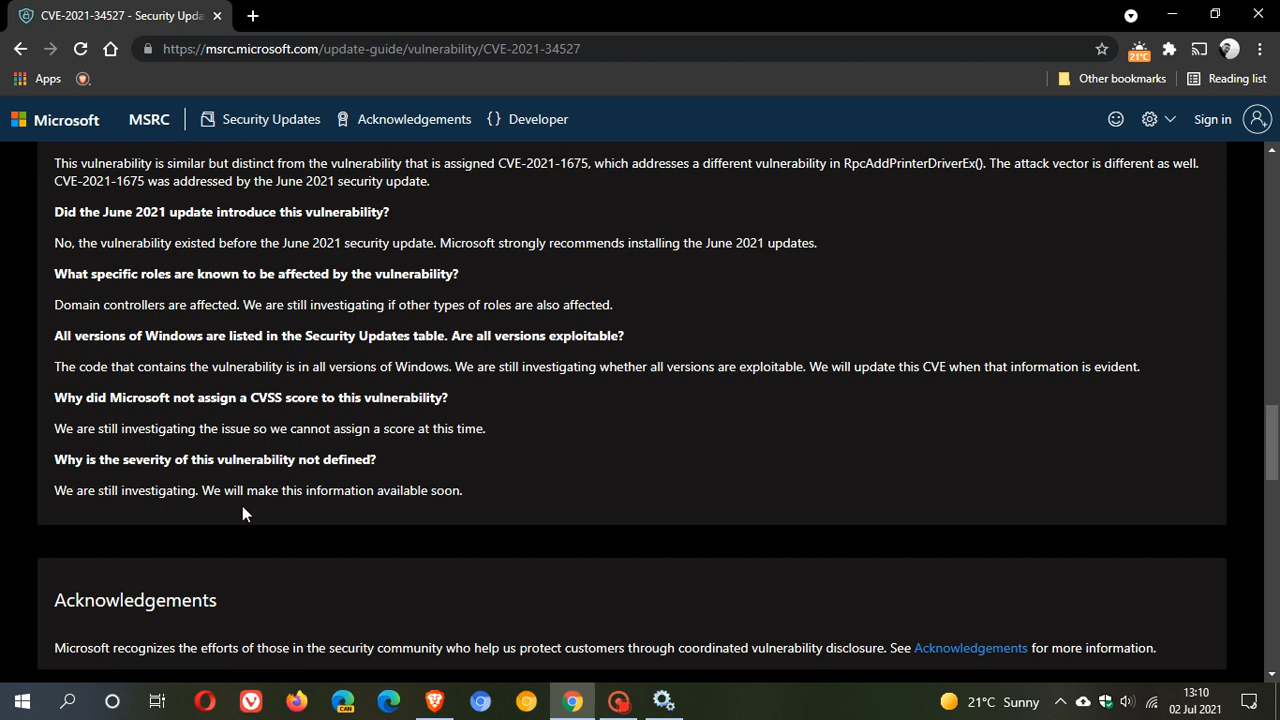 CVE-2021-34527 - Security Upda
https://msrc.microsoft.com/update-guide/vulnerability/CVE-2021-34527
21°C
Apps
Other bookmarks
Reading list
Microsoft
MSRC
Security Updates
Acknowledgements
Developer
Sign in
This vulnerability is similar but distinct from the vulnerability that is assigned CVE-2021-1675, which addresses a different vulnerability in RpcAddPrinterDriverEx(). The attack vector is different as well.
CVE-2021-1675 was addressed by the June 2021 security update.
Did the June 2021 update introduce this vulnerability?
No, the vulnerability existed before the June 2021 security update. Microsoft strongly recommends installing the June 2021 updates.
What specific roles are known to be affected by the vulnerability?
Domain controllers are affected. We are still investigating if other types of roles are also affected.
All versions of Windows are listed in the Security Updates table. Are all versions exploitable?
The code that contains the vulnerability is in all versions of Windows. We are still investigating whether all versions are exploitable. We will update this CVE when that information is evident.
Why did Microsoft not assign a CVSS score to this vulnerability?
We are still investigating the issue so we cannot assign a score at this time.
Why is the severity of this vulnerability not defined?
We are still investigating. We will make this information available soon.
Acknowledgements
Microsoft recognizes the efforts of those in the security community who help us protect customers through coordinated vulnerability disclosure. See Acknowledgements for more information.
CAN
21°C Sunny
13:10
02 Jul 2021